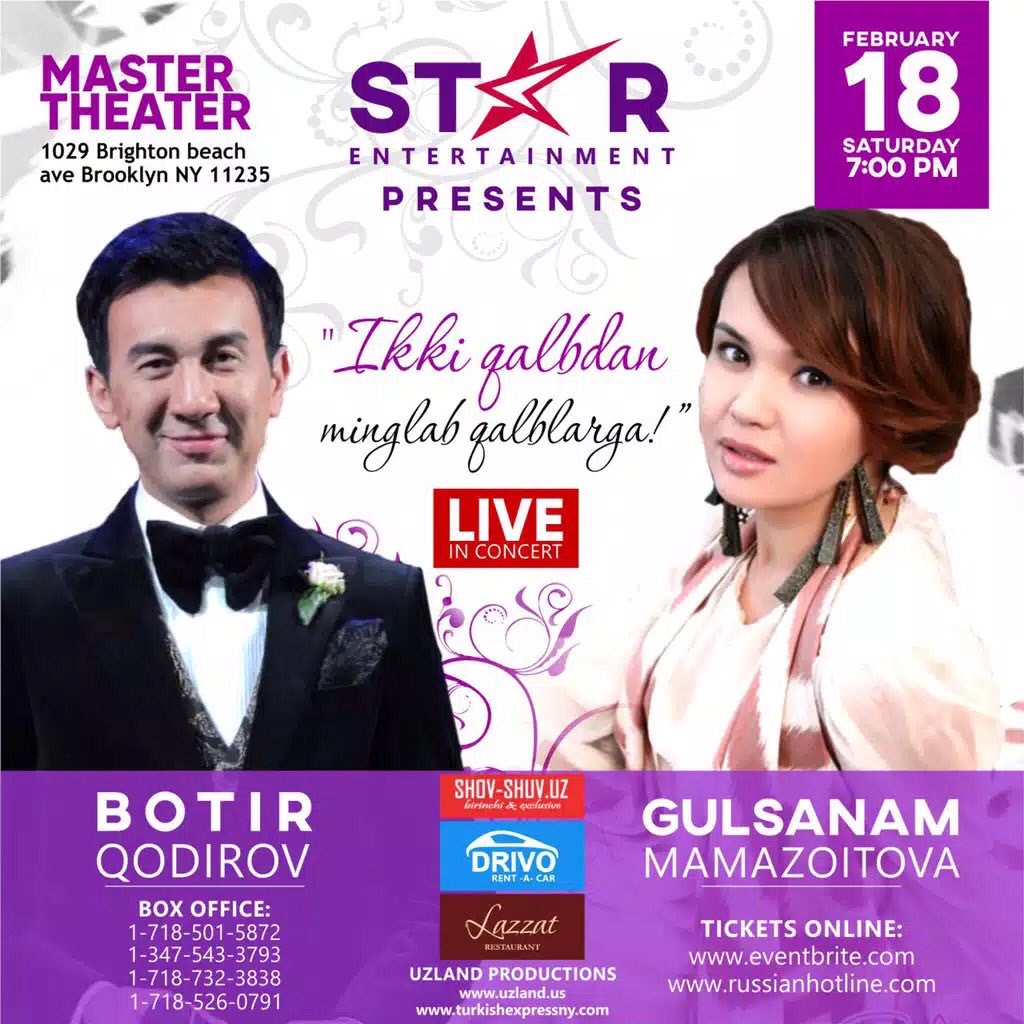 MASTER
THEATER
1029 Brighton beach
ave Brooklyn NY 11235
ST R
ENTERTAINMENT
PRESENTS
FEBRUARY
18
SATURDAY
7:00 PM
"Ikki qalbdan
minglab qalblarga!"
LIVE
IN CONCERT
BOTIR
QODIROV
BOX OFFICE:
1-718-501-5872
1-347-543-3793
1-718-732-3838
1-718-526-0791
SHOV-SHUV.UZ
birinchi & exclusive
DRIVO
RENT -A- CAR
Lazzat
RESTAURANT
UZLAND PRODUCTIONS
www.uzland.us
www.turkishexpressny.com
GULSANAM
MAMAZOITOVA
TICKETS ONLINE:
www.eventbrite.com
www.russianhotline.com